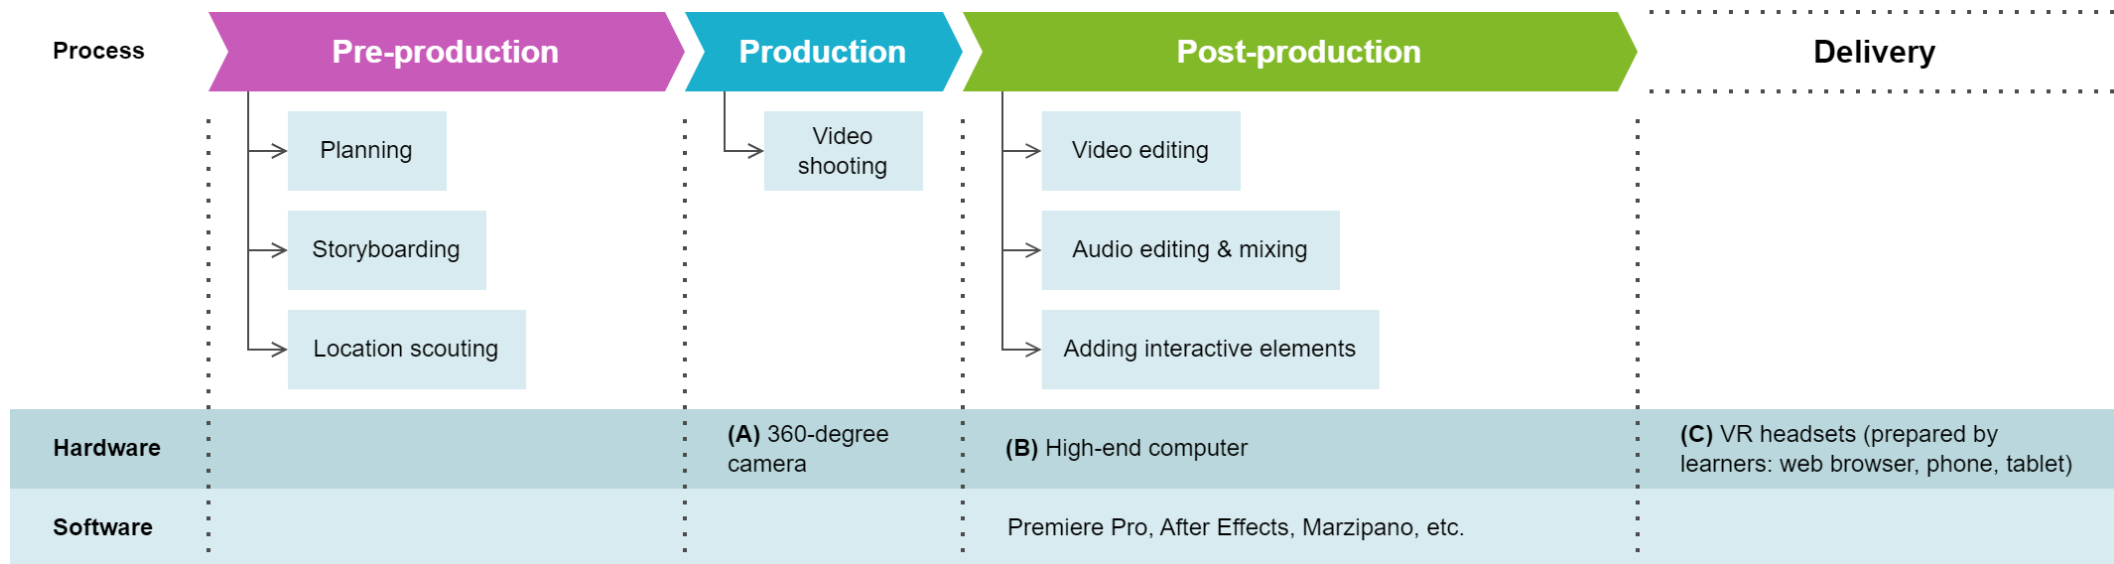 Process
Pre-production
Production
Post-production
Delivery
Planning
Storyboarding
Location scouting
Video
shooting
Video editing
Audio editing & mixing
Adding interactive elements
Hardware
(A) 360-degree
camera
(B) High-end computer
(C) VR headsets (prepared by
learners: web browser, phone, tablet)
Software
Premiere Pro, After Effects, Marzipano, etc.